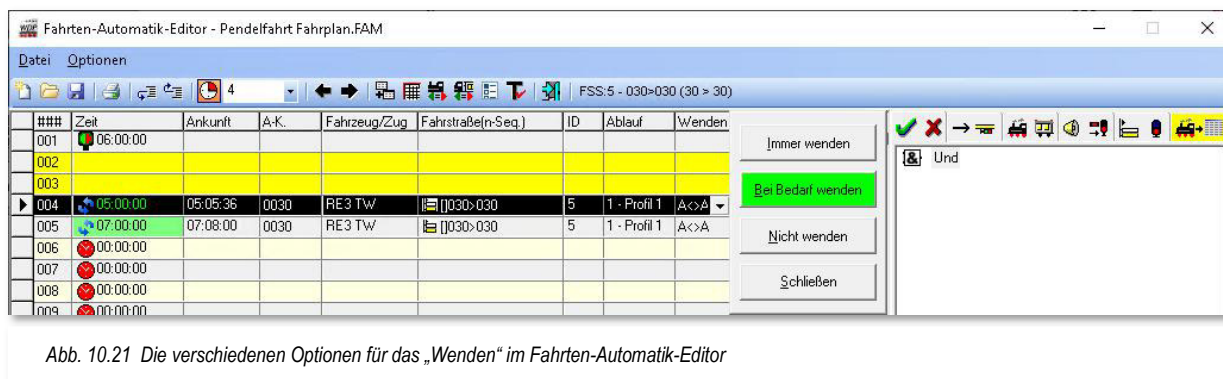 WDP Fahrten-Automatik-Editor - Pendelfahrt Fahrplan.FAM
Datei Optionen
4 FSS:5 - 030>030 (30 > 30)
### Zeit Ankunft A-K. Fahrzeug/Zug Fahrstraße(n-Seq.) ID Ablauf Wenden
001 06:00:00
002
003
004 05:00:00 05:05:36 0030 RE3 TW []030>030 5 1 - Profil 1 A<>A
005 07:00:00 07:08:00 0030 RE3 TW []030>030 5 1 - Profil 1 A<>A
006 00:00:00
007 00:00:00
008 00:00:00
009 00:00:00
Immer wenden
Bei Bedarf wenden
Nicht wenden
Schließen
& Und
Abb. 10.21 Die verschiedenen Optionen für das „Wenden“ im Fahrten-Automatik-Editor